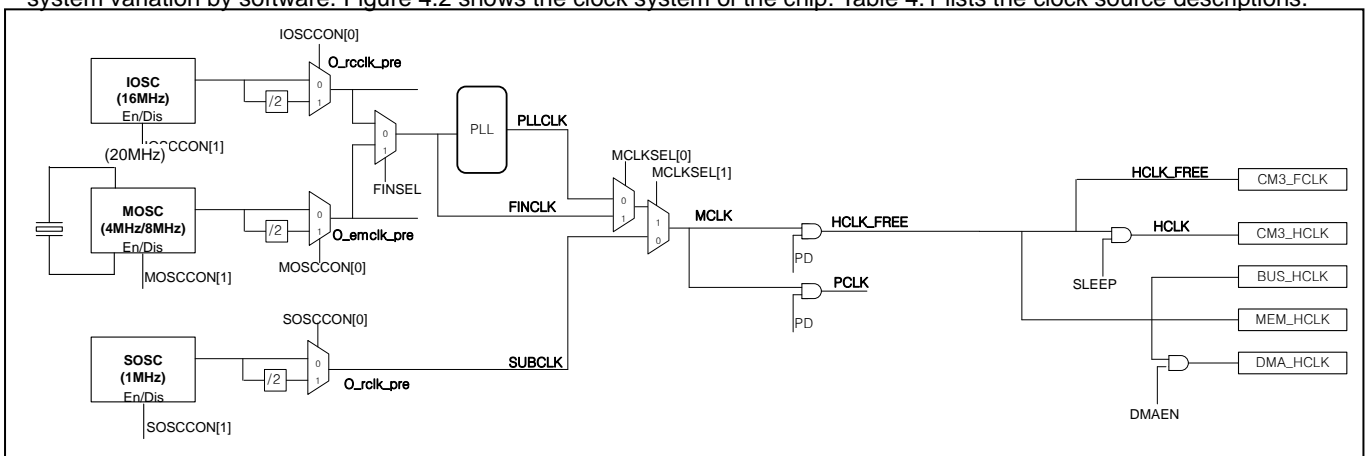 system variation by software. Figure 4.2 shows the clock system of the chip. Table 4.1 lists the clock source descriptions.
IOSCCON[0]
O_rcclk_pre
IOSC
(16MHz)
En/Dis
0
1
/2
IOSCCON[1]
(20MHz)
PLL
PLLCLK
0
1
FINSEL
MCLKSEL[0]
MCLKSEL[1]
MOSC
(4MHz/8MHz)
En/Dis
0
1
/2
O_emclk_pre
MOSCCON[1]
MOSCCON[0]
FINCLK
0
1
1
0
MCLK
HCLK_FREE
PD
PCLK
PD
HCLK_FREE
CM3_FCLK
HCLK
CM3_HCLK
SLEEP
BUS_HCLK
MEM_HCLK
DMA_HCLK
DMAEN
SOSCCON[0]
SOSC
(1MHz)
En/Dis
0
1
/2
O_rclk_pre
SUBCLK
SOSCCON[1]